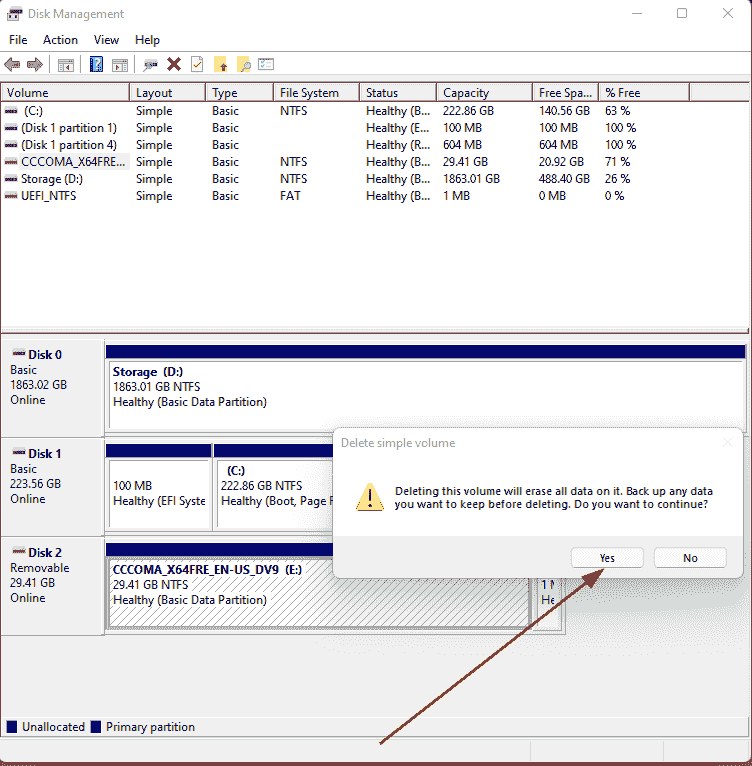 Disk Management
File Action View Help
Volume Layout Type File System Status Capacity Free Spa... % Free
(C:) Simple Basic NTFS Healthy (B... 222.86 GB 140.56 GB 63 %
(Disk 1 partition 1) Simple Basic Healthy (E... 100 MB 100 MB 100 %
(Disk 1 partition 4) Simple Basic Healthy (R... 604 MB 604 MB 100 %
CCCOMA_X64FRE... Simple Basic NTFS Healthy (B... 29.41 GB 20.92 GB 71 %
Storage (D:) Simple Basic NTFS Healthy (B... 1863.01 GB 488.40 GB 26 %
UEFI_NTFS Simple Basic FAT Healthy (B... 1 MB 0 MB 0 %
Disk 0
Basic
1863.02 GB
Online
Storage (D:)
1863.01 GB NTFS
Healthy (Basic Data Partition)
Disk 1
Basic
223.56 GB
Online
100 MB
Healthy (EFI Syste
(C:)
222.86 GB NTFS
Healthy (Boot, Page F
Delete simple volume
Deleting this volume will erase all data on it. Back up any data
you want to keep before deleting. Do you want to continue?
Yes No
Disk 2
Removable
29.41 GB
Online
CCCOMA_X64FRE_EN-US_DV9 (E:)
29.41 GB NTFS
Healthy (Basic Data Partition)
1 M
He
Unallocated Primary partition